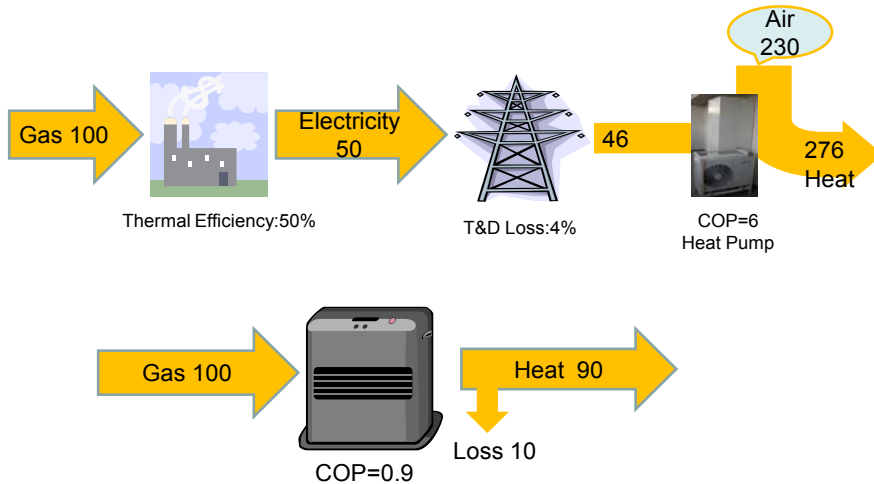 Air
230
Gas 100
Electricity
50
46
276
Heat
Thermal Efficiency:50%
T&D Loss:4%
COP=6
Heat Pump
Gas 100
Heat 90
Loss 10
COP=0.9